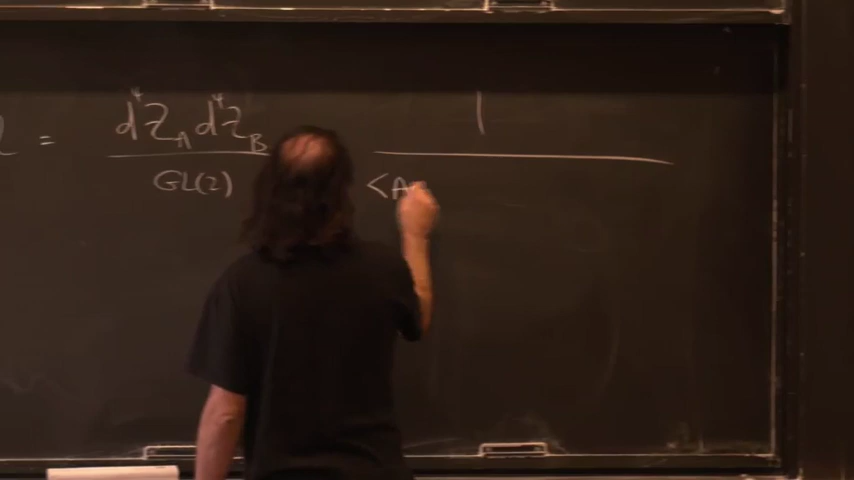 = d⁴Z_A d⁴Z_B 1
GL(2) <A